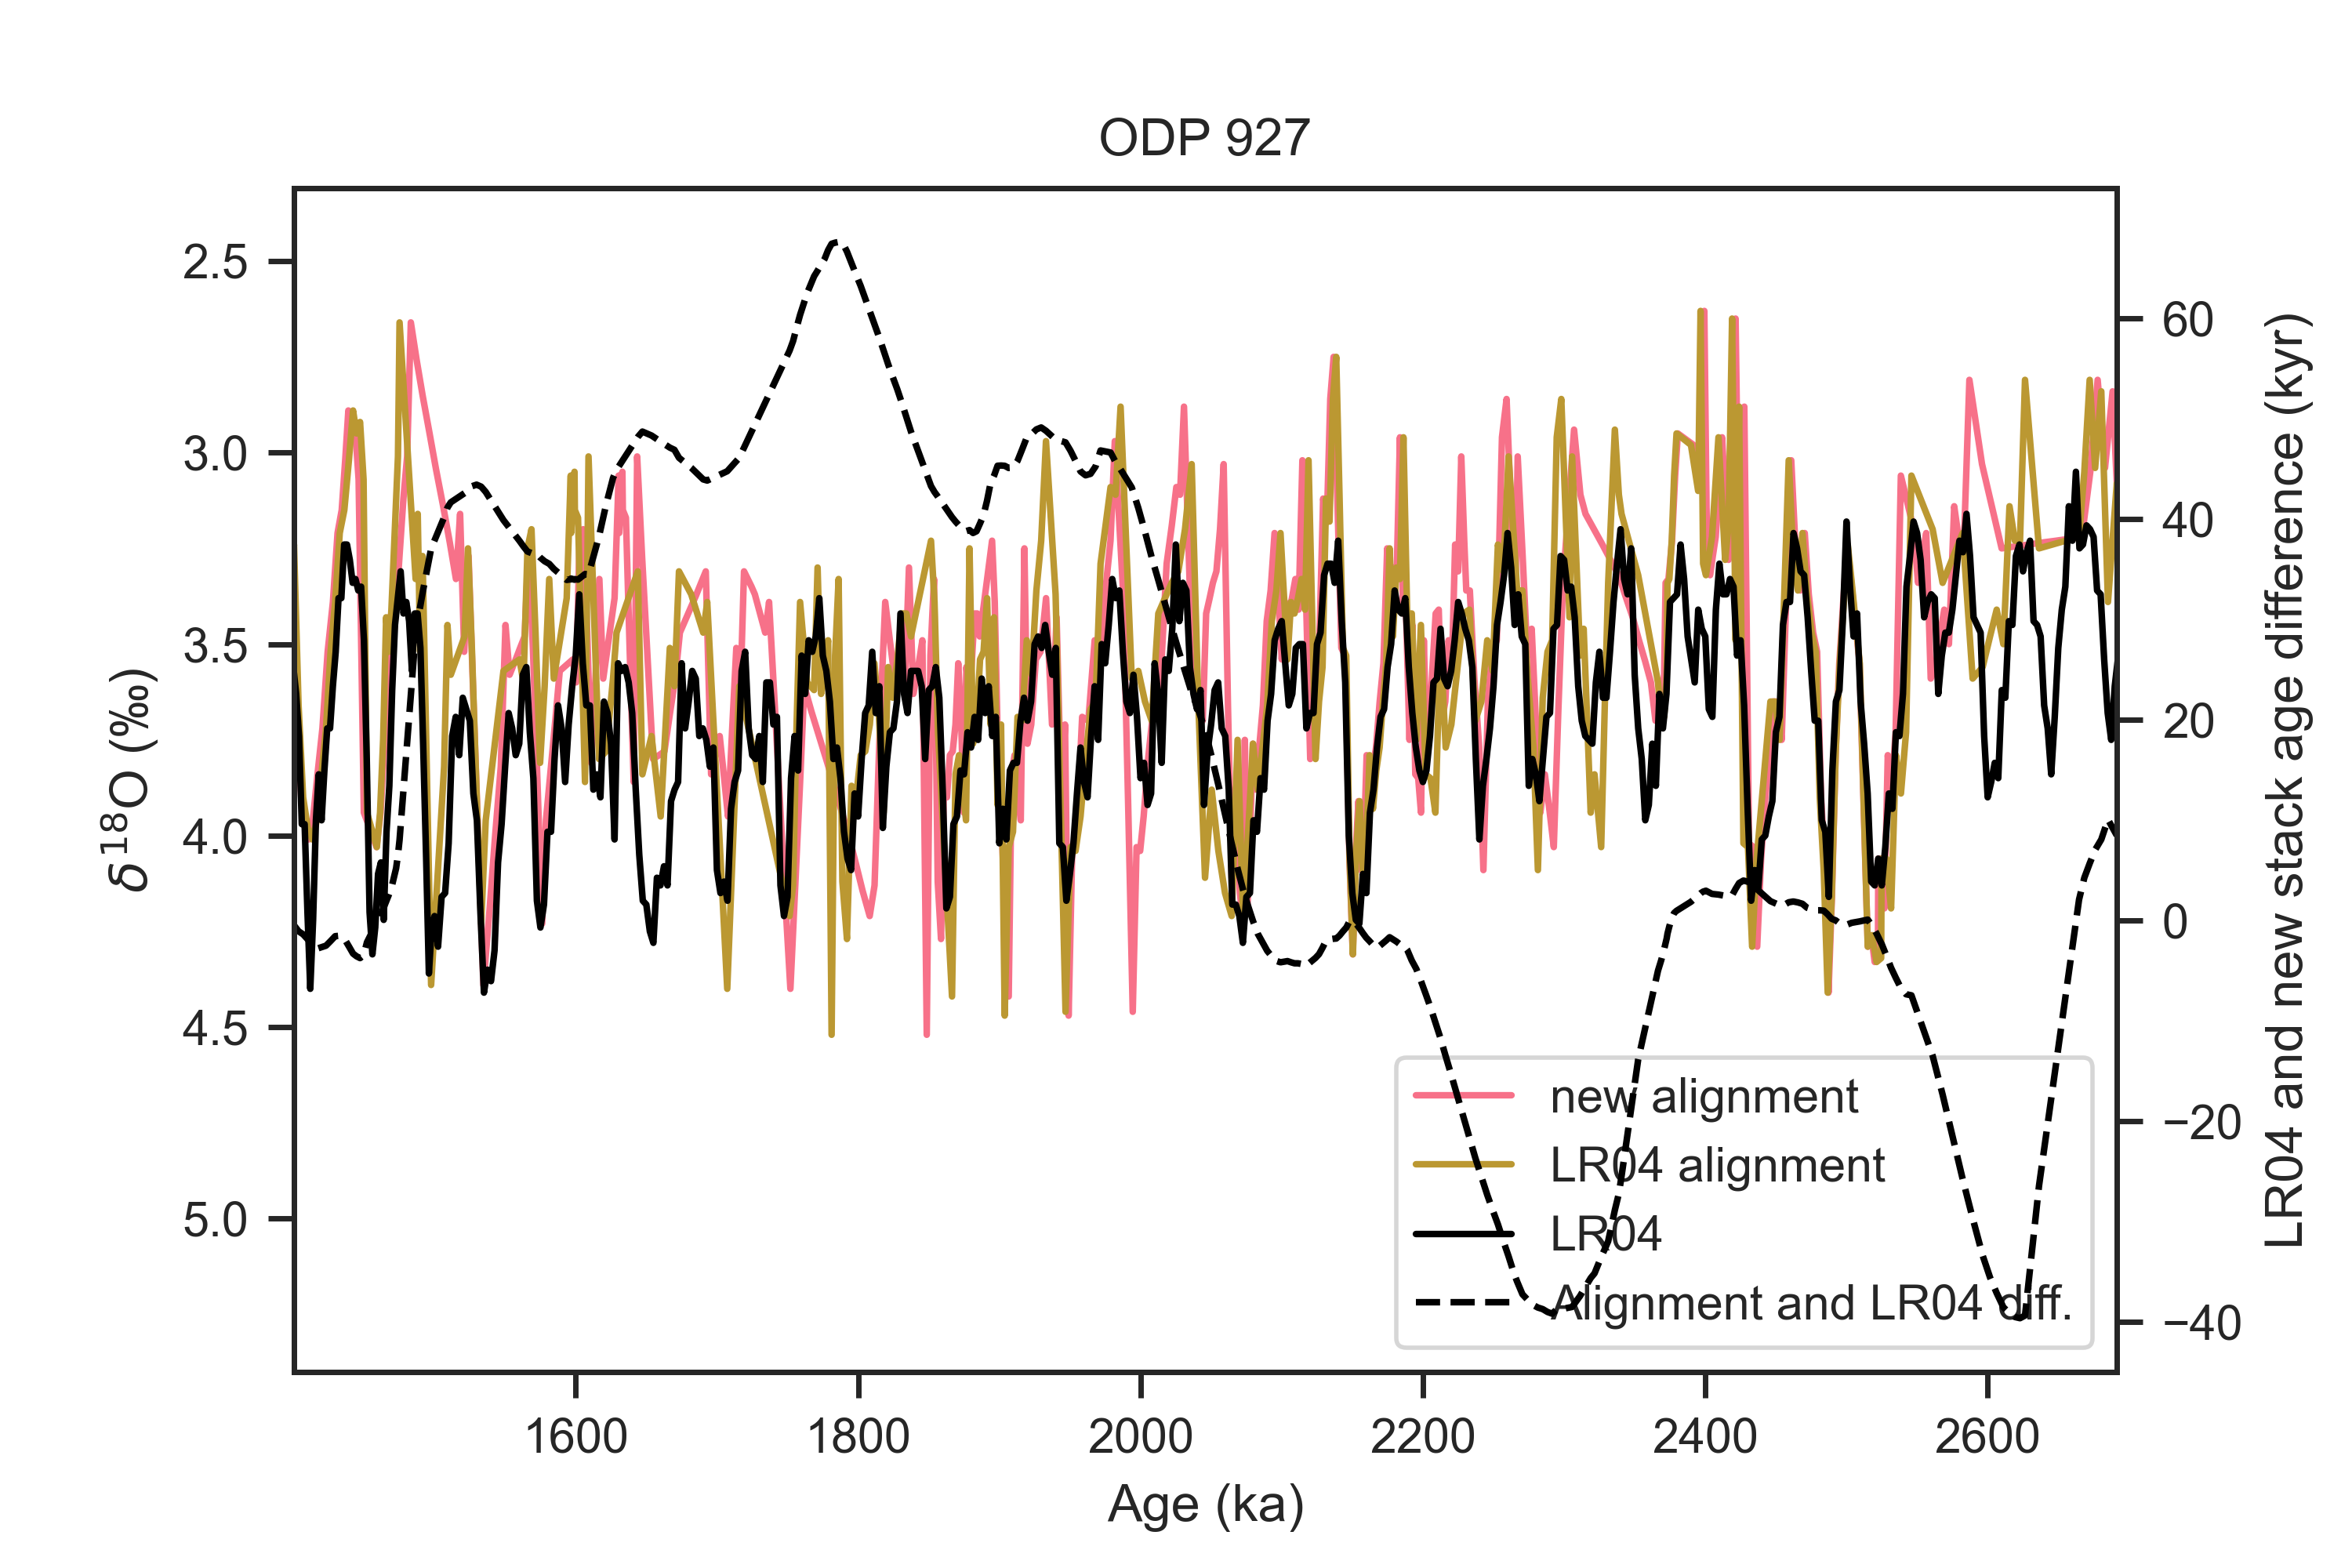 ODP 927
2.5
3.0
3.5
4.0
4.5
5.0
δ¹⁸O (‰)
60
40
20
0
−20
−40
LR04 and new stack age difference (kyr)
new alignment
LR04 alignment
LR04
Alignment and LR04 diff.
1600
1800
2000
2200
2400
2600
Age (ka)